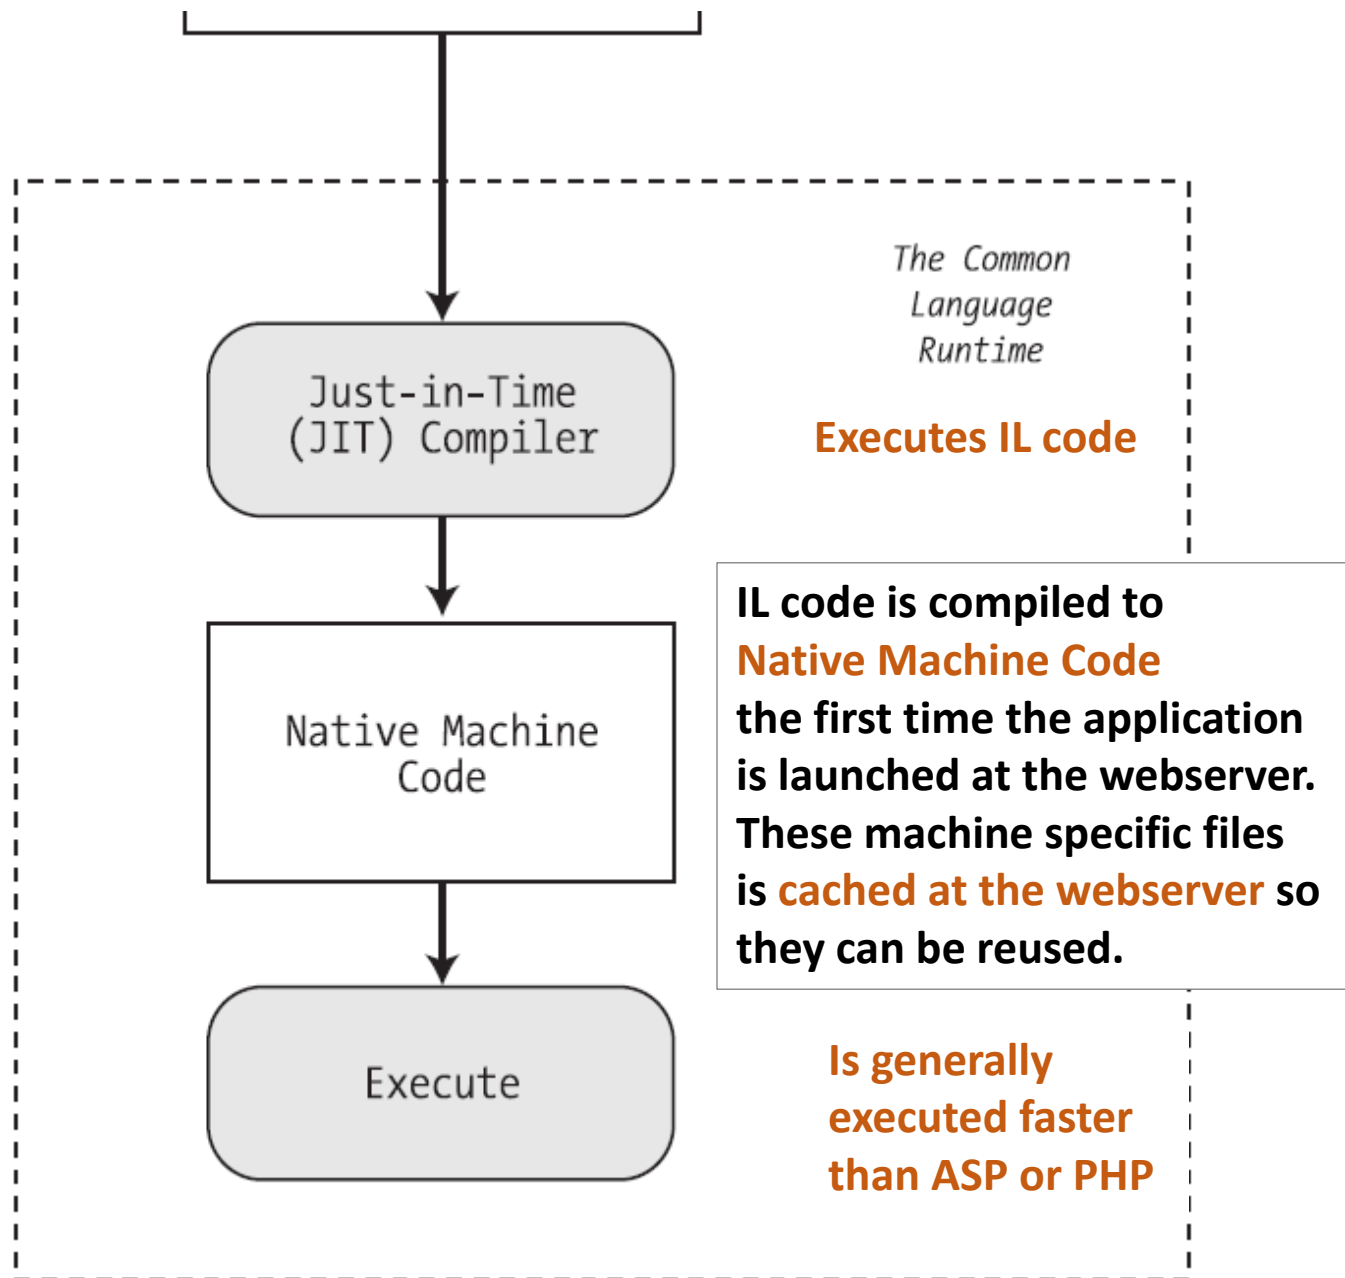 The Common
Language
Runtime
Just-in-Time
(JIT) Compiler
Executes IL code
IL code is compiled to
Native Machine Code
the first time the application
is launched at the webserver.
These machine specific files
is cached at the webserver so
they can be reused.
Native Machine
Code
Execute
Is generally
executed faster
than ASP or PHP